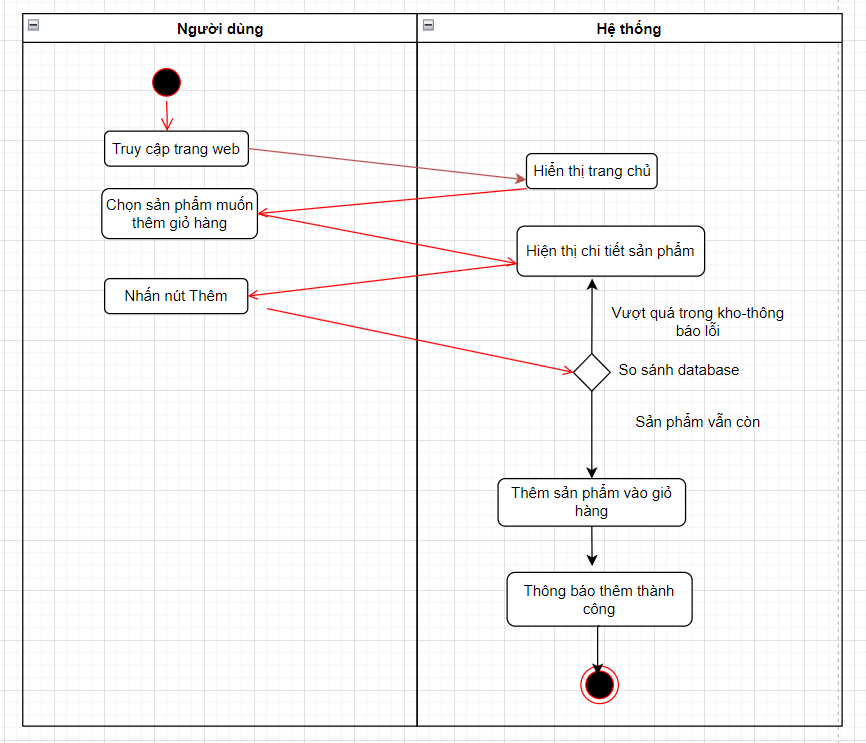 Người dùng
Hệ thống
Truy cập trang web
Hiển thị trang chủ
Chọn sản phẩm muốn
thêm giỏ hàng
Hiện thị chi tiết sản phẩm
Nhấn nút Thêm
Vượt quá trong kho-thông
báo lỗi
So sánh database
Sản phẩm vẫn còn
Thêm sản phẩm vào giỏ
hàng
Thông báo thêm thành
công